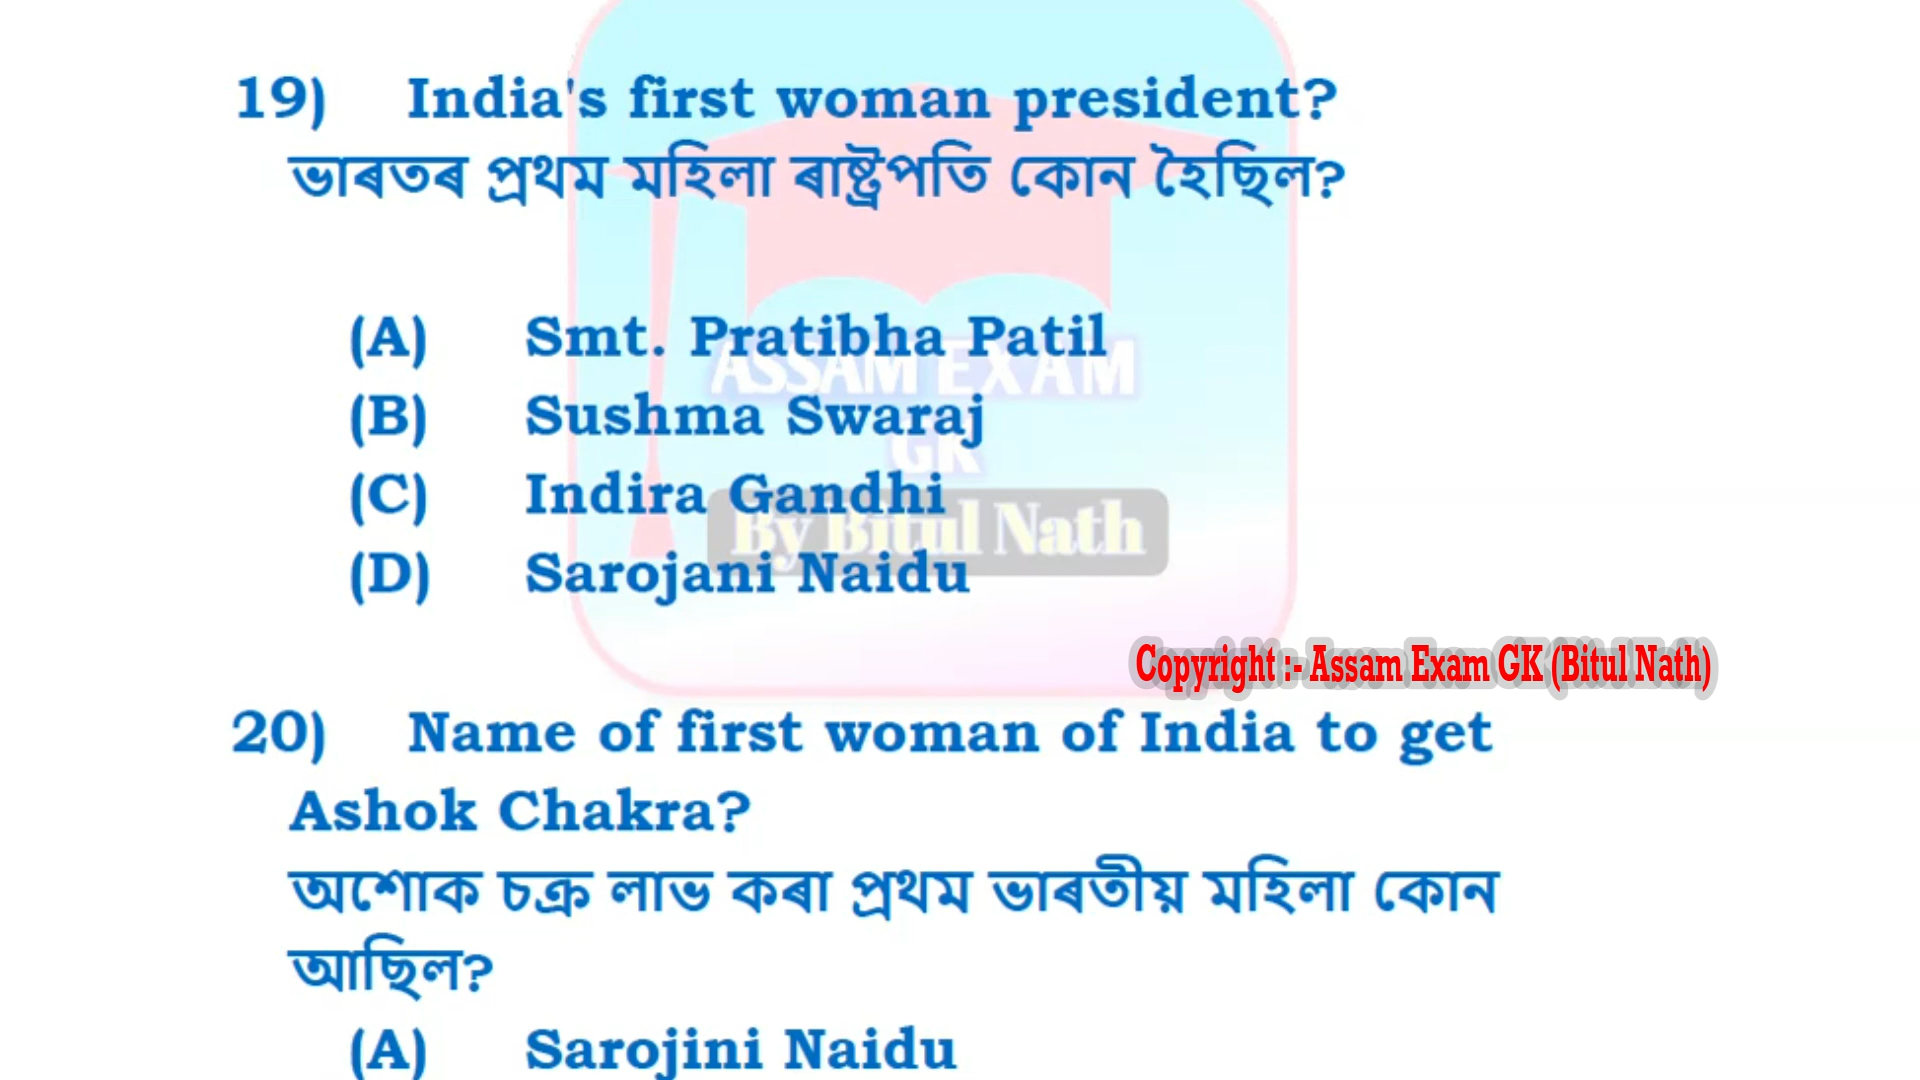 19) India's first woman president?
ভাৰতৰ প্ৰথম মহিলা ৰাষ্ট্ৰপতি কোন হৈছিল?
(A) Smt. Pratibha Patil
ASSAM EXAM
(B) Sushma Swaraj
GK
(C) Indira Gandhi
By Bitul Nath
(D) Sarojani Naidu
Copyright :- Assam Exam GK (Bitul Nath)
20) Name of first woman of India to get
Ashok Chakra?
অশোক চক্ৰ লাভ কৰা প্ৰথম ভাৰতীয় মহিলা কোন
আছিল?
(A) Sarojini Naidu